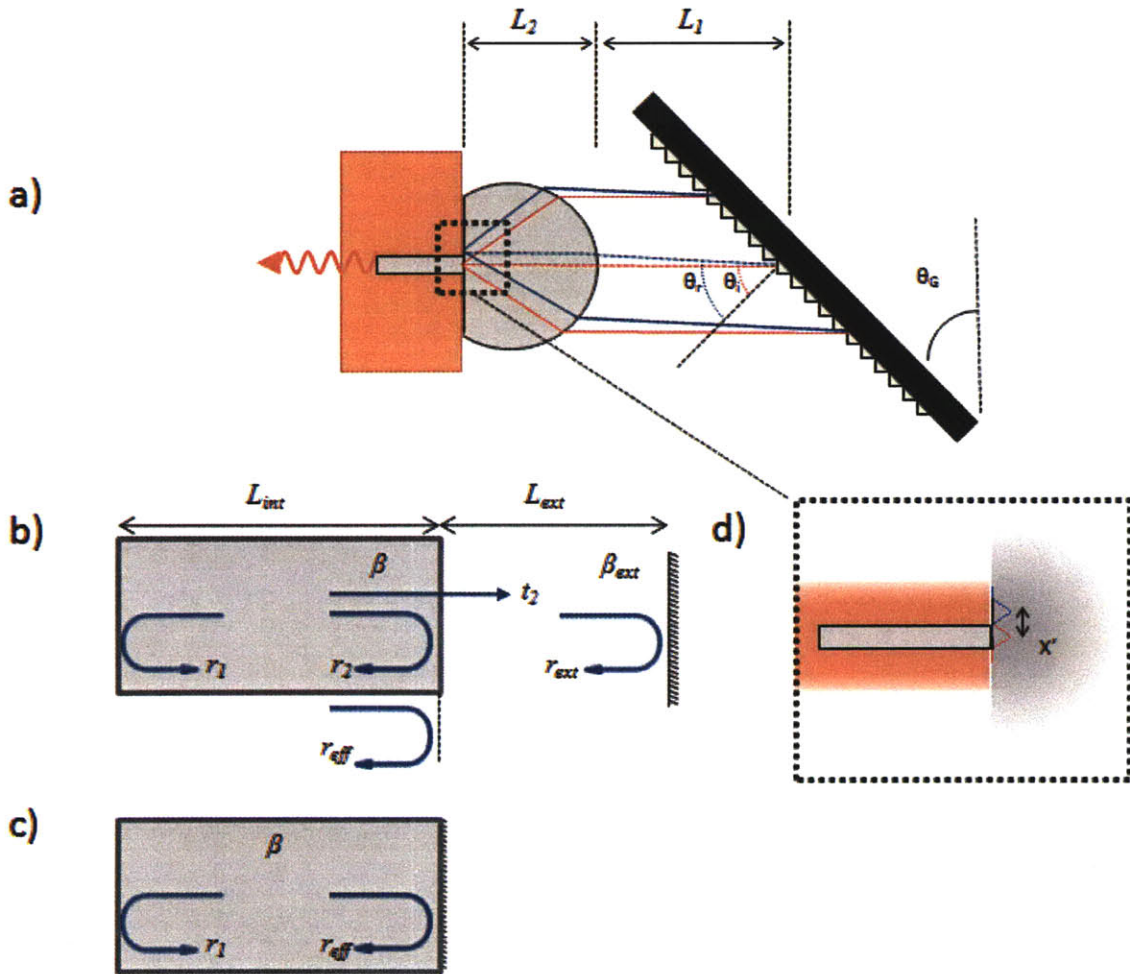 L₂ L₁
a)
θr θi θG
b)
Lint Lext
β βext
t₂
r₁ r₂ rext
reff
d)
x'
c)
β
r₁ reff